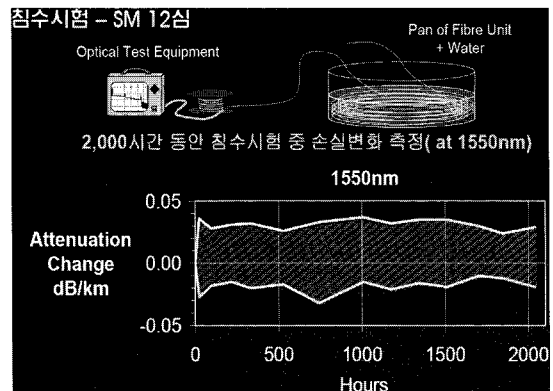 침수시험 – SM 12심
Optical Test Equipment
Pan of Fibre Unit
+ Water
2,000시간 동안 침수시험 중 손실변화 측정( at 1550nm)
1550nm
Attenuation
Change
dB/km
0.05
0.00
-0.05
0 500 1000 1500 2000
Hours